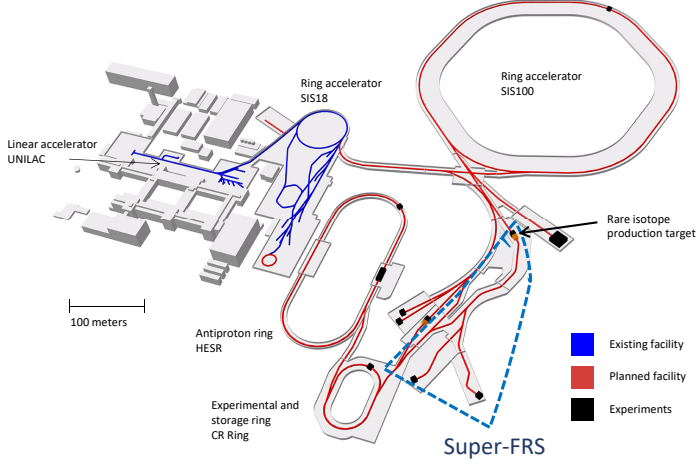 Ring accelerator
SIS18
Ring accelerator
SIS100
Linear accelerator
UNILAC
Rare isotope
production target
100 meters
Antiproton ring
HESR
Existing facility
Planned facility
Experiments
Experimental and
storage ring
CR Ring
Super-FRS